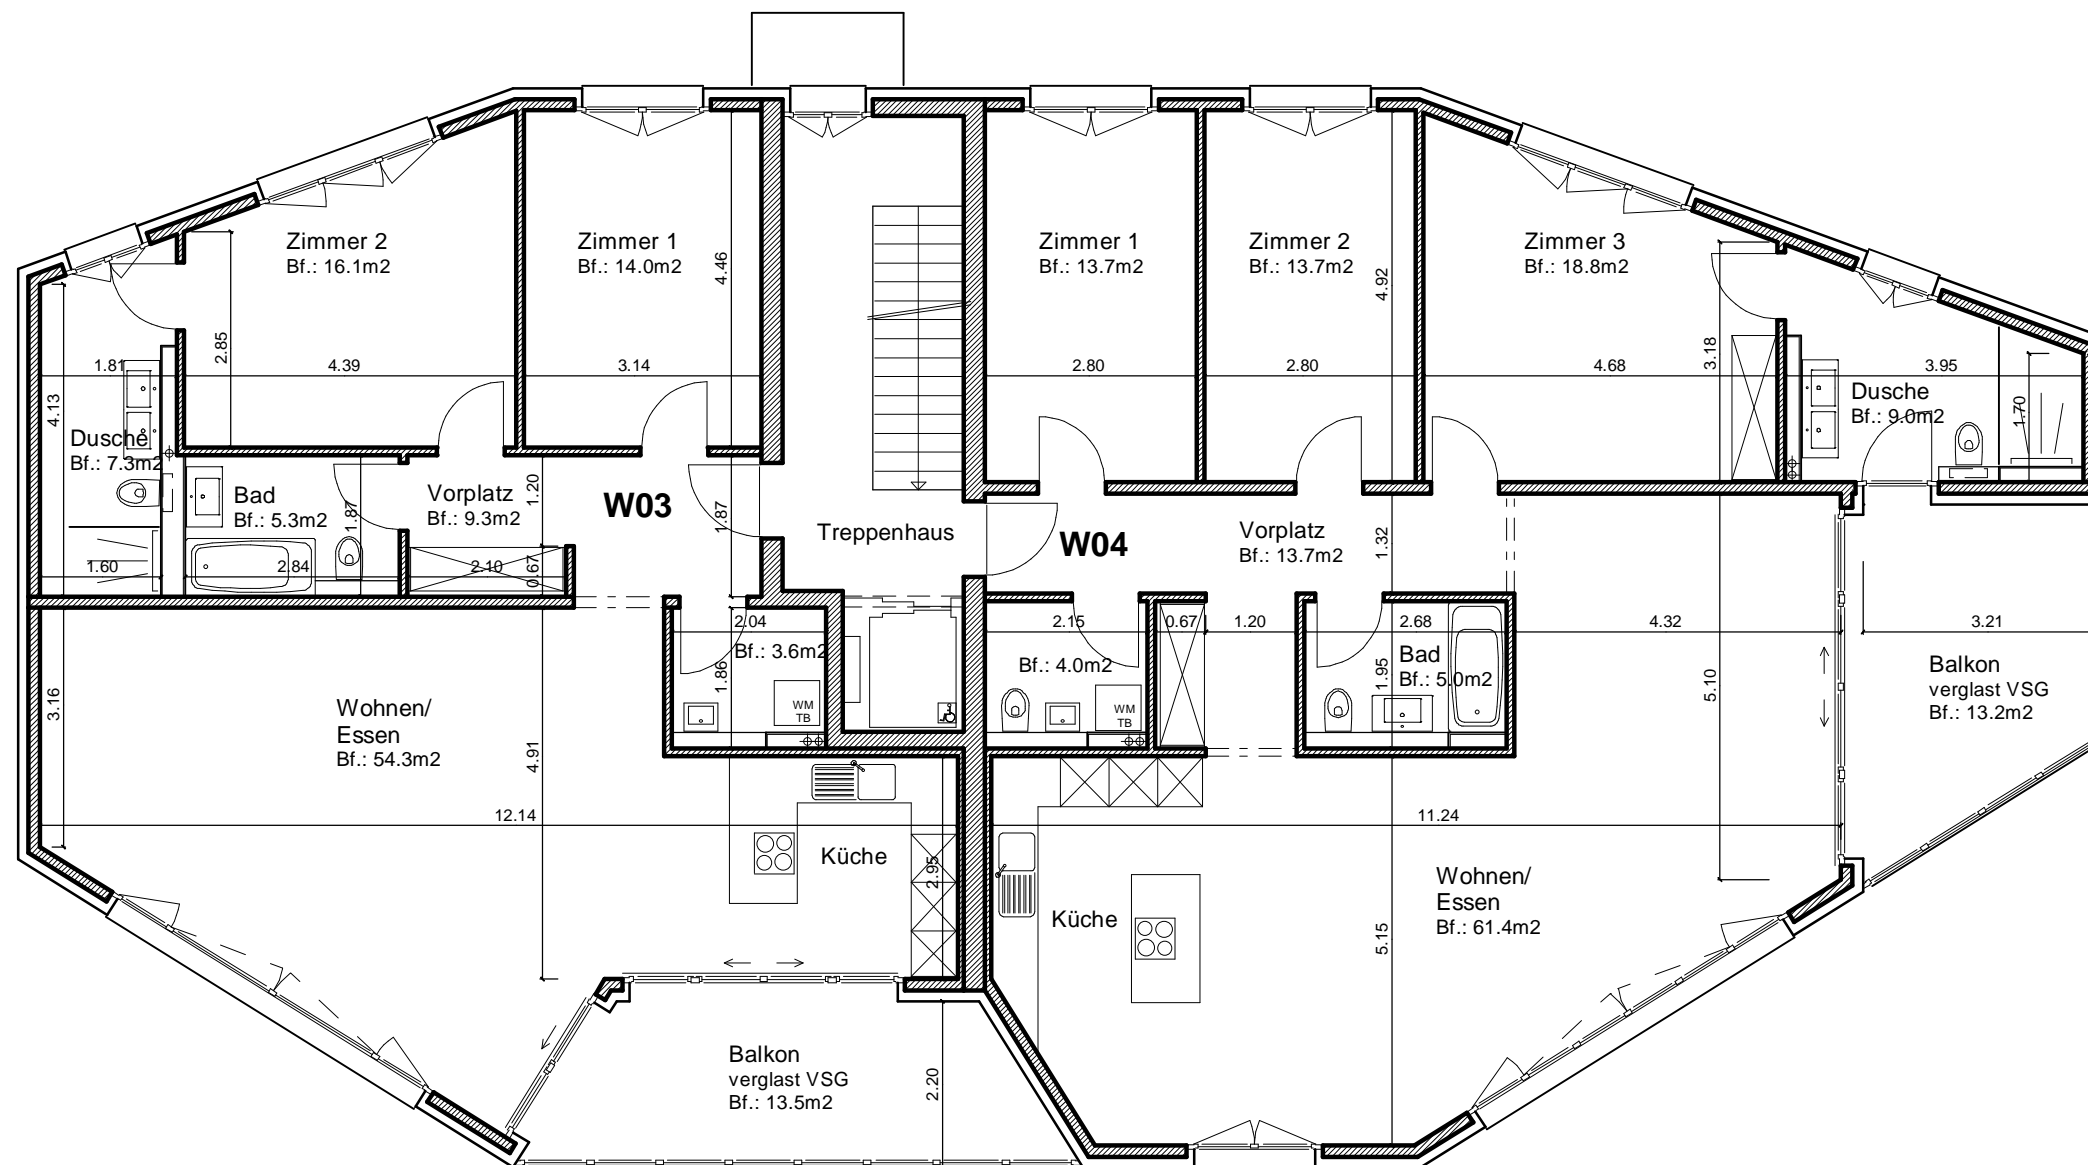 Zimmer 2
Bf.: 16.1m2
Zimmer 1
Bf.: 14.0m2
Zimmer 1
Bf.: 13.7m2
Zimmer 2
Bf.: 13.7m2
Zimmer 3
Bf.: 18.8m2
4.46
4.92
2.85
3.18
1.81
4.39
3.14
2.80
2.80
4.68
3.95
4.13
1.70
Dusche
Bf.: 7.3m2
Dusche
Bf.: 9.0m2
Bad
Bf.: 5.3m2
1.87
Vorplatz
Bf.: 9.3m2
1.20
W03
1.87
Treppenhaus
W04
Vorplatz
Bf.: 13.7m2
1.32
1.60
2.84
2.10
0.67
2.04
2.15
0.67
1.20
2.68
4.32
3.21
Bf.: 3.6m2
1.86
Bf.: 4.0m2
Bad
Bf.: 5.0m2
1.95
5.10
Balkon
verglast VSG
Bf.: 13.2m2
3.16
Wohnen/
Essen
Bf.: 54.3m2
4.91
WM
TB
WM
TB
12.14
11.24
Küche
2.95
Küche
Wohnen/
Essen
Bf.: 61.4m2
5.15
Balkon
verglast VSG
Bf.: 13.5m2
2.20